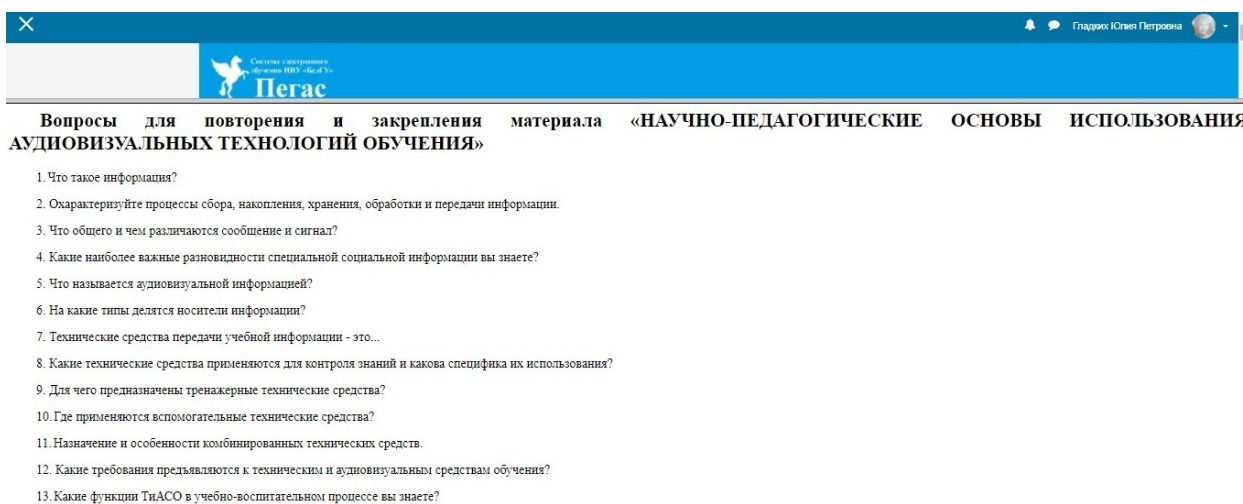 Гладких Юлия Петровна
Система электронного
обучения НИУ «БелГУ»
Пегас
Вопросы для повторения и закрепления материала «НАУЧНО-ПЕДАГОГИЧЕСКИЕ ОСНОВЫ ИСПОЛЬЗОВАНИЯ
АУДИОВИЗУАЛЬНЫХ ТЕХНОЛОГИЙ ОБУЧЕНИЯ»
1. Что такое информация?
2. Охарактеризуйте процессы сбора, накопления, хранения, обработки и передачи информации.
3. Что общего и чем различаются сообщение и сигнал?
4. Какие наиболее важные разновидности специальной социальной информации вы знаете?
5. Что называется аудиовизуальной информацией?
6. На какие типы делятся носители информации?
7. Технические средства передачи учебной информации - это...
8. Какие технические средства применяются для контроля знаний и какова специфика их использования?
9. Для чего предназначены тренажерные технические средства?
10. Где применяются вспомогательные технические средства?
11. Назначение и особенности комбинированных технических средств.
12. Какие требования предъявляются к техническим и аудиовизуальным средствам обучения?
13. Какие функции ТиАСО в учебно-воспитательном процессе вы знаете?